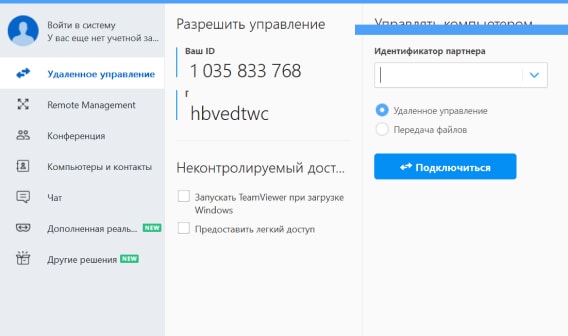 Войти в систему
У вас еще нет учетной за...
Удаленное управление
Remote Management
Конференция
Компьютеры и контакты
Чат
Дополненная реаль... NEW
Другие решения NEW
Разрешить управление
Ваш ID
1 035 833 768
hbvedtwc
Неконтролируемый дост...
Запускать TeamViewer при загрузке
Windows
Предоставить легкий доступ
Управлять компьютером
Идентификатор партнера
Удаленное управление
Передача файлов
Подключиться